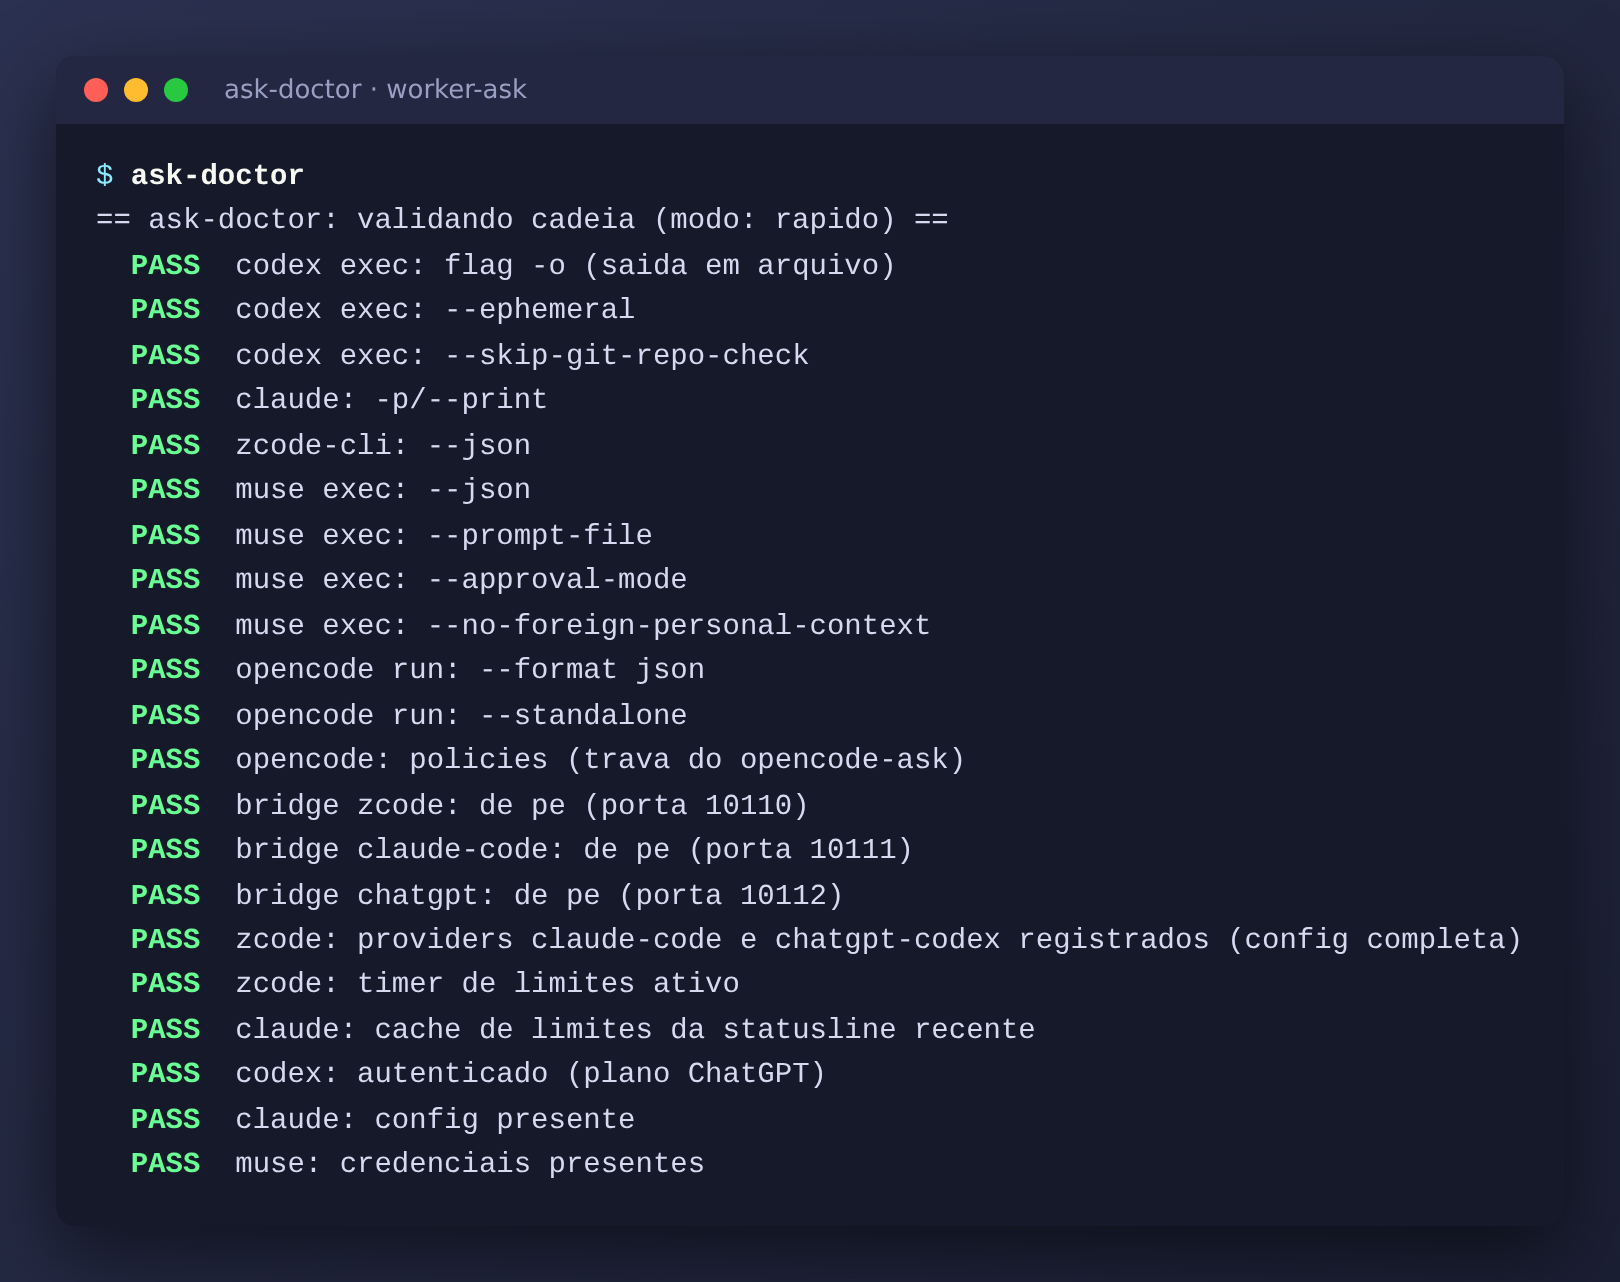 ask-doctor · worker-ask
$ ask-doctor
== ask-doctor: validando cadeia (modo: rapido) ==
PASS  codex exec: flag -o (saida em arquivo)
PASS  codex exec: --ephemeral
PASS  codex exec: --skip-git-repo-check
PASS  claude: -p/--print
PASS  zcode-cli: --json
PASS  muse exec: --json
PASS  muse exec: --prompt-file
PASS  muse exec: --approval-mode
PASS  muse exec: --no-foreign-personal-context
PASS  opencode run: --format json
PASS  opencode run: --standalone
PASS  opencode: policies (trava do opencode-ask)
PASS  bridge zcode: de pe (porta 10110)
PASS  bridge claude-code: de pe (porta 10111)
PASS  bridge chatgpt: de pe (porta 10112)
PASS  zcode: providers claude-code e chatgpt-codex registrados (config completa)
PASS  zcode: timer de limites ativo
PASS  claude: cache de limites da statusline recente
PASS  codex: autenticado (plano ChatGPT)
PASS  claude: config presente
PASS  muse: credenciais presentes